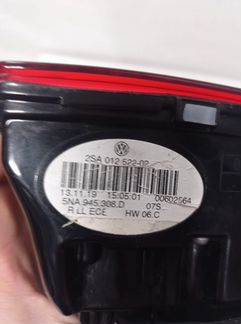 2SA 012 522-02
13.11.19 15:05:01 00602564
5NA.945.308.D 07S...
R LL ECE HW 06.C